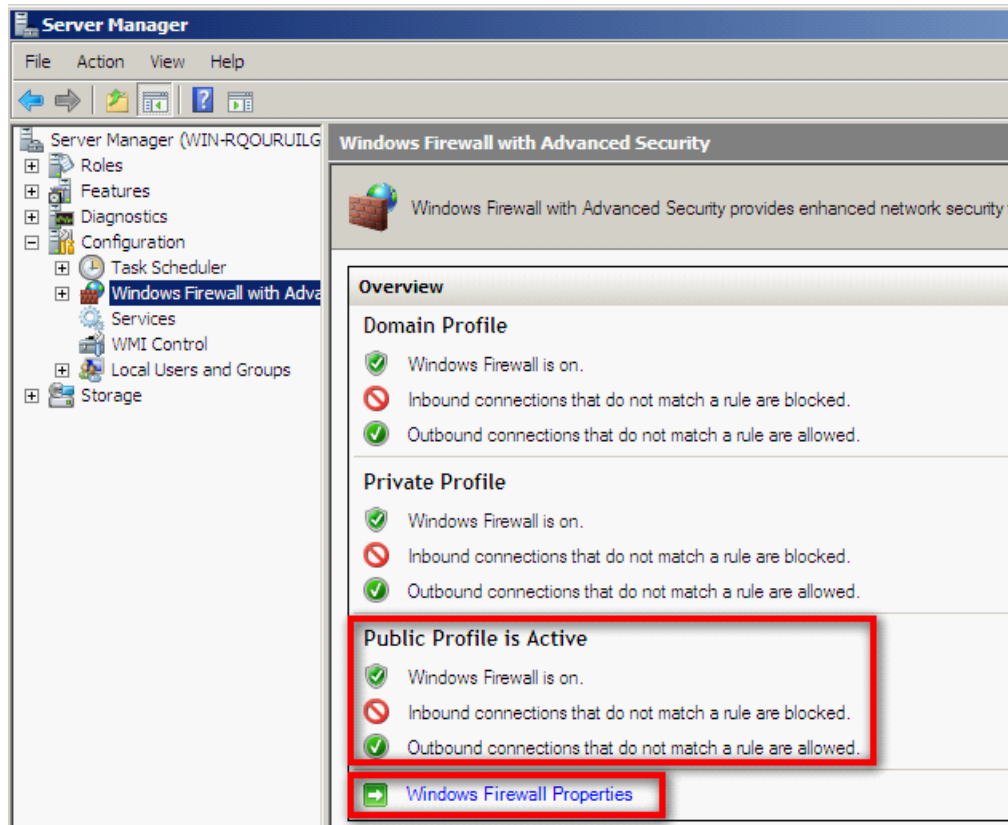 Server Manager
File Action View Help
Server Manager (WIN-RQOURUILG
Roles
Features
Diagnostics
Configuration
Task Scheduler
Windows Firewall with Adva
Services
WMI Control
Local Users and Groups
Storage
Windows Firewall with Advanced Security
Windows Firewall with Advanced Security provides enhanced network security
Overview
Domain Profile
Windows Firewall is on.
Inbound connections that do not match a rule are blocked.
Outbound connections that do not match a rule are allowed.
Private Profile
Windows Firewall is on.
Inbound connections that do not match a rule are blocked.
Outbound connections that do not match a rule are allowed.
Public Profile is Active
Windows Firewall is on.
Inbound connections that do not match a rule are blocked.
Outbound connections that do not match a rule are allowed.
Windows Firewall Properties